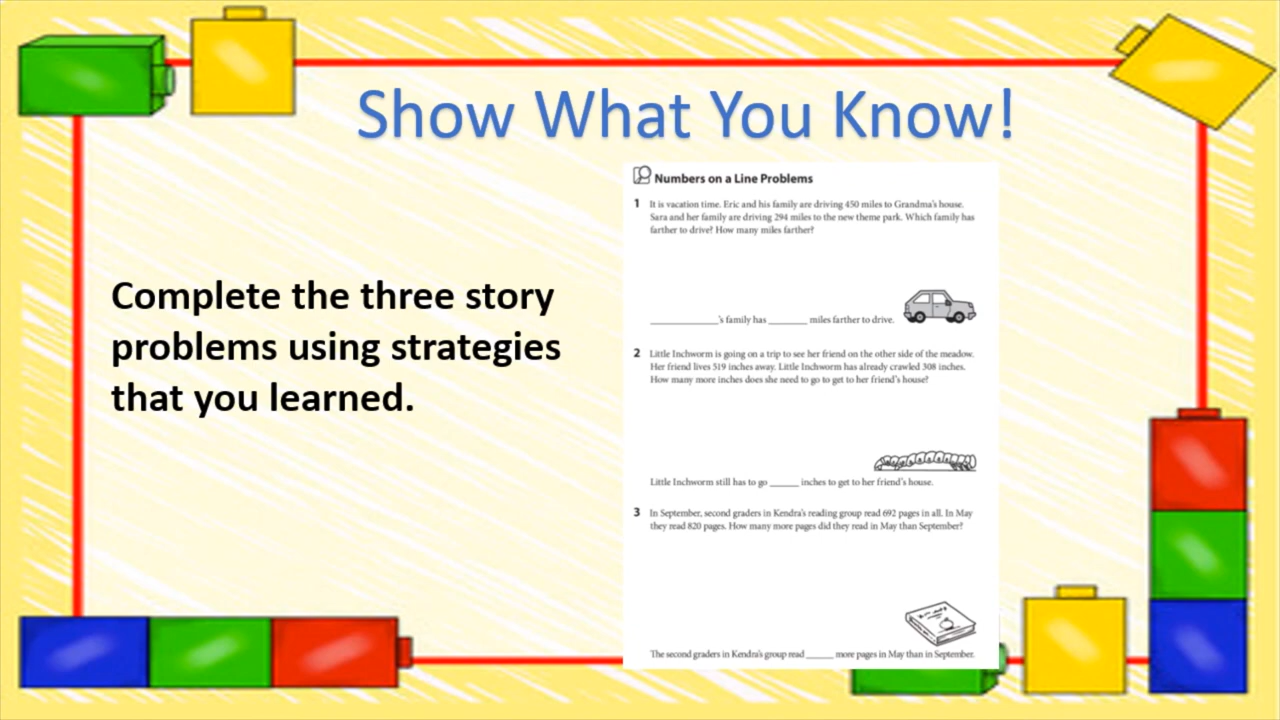 Show What You Know!
Complete the three story
problems using strategies
that you learned.
Numbers on a Line Problems
1 It is vacation time. Eric and his family are driving 450 miles to Grandma's house.
Sara and her family are driving 294 miles to the new theme park. Which family has
farther to drive? How many miles farther?
_____________'s family has ________ miles farther to drive.
2 Little Inchworm is going on a trip to see her friend on the other side of the meadow.
Her friend lives 519 inches away. Little Inchworm has already crawled 308 inches.
How many more inches does she need to go to get to her friend's house?
Little Inchworm still has to go ______ inches to get to her friend's house.
3 In September, second graders in Kendra's reading group read 692 pages in all. In May
they read 820 pages. How many more pages did they read in May than September?
The second graders in Kendra's group read ______ more pages in May than in September.